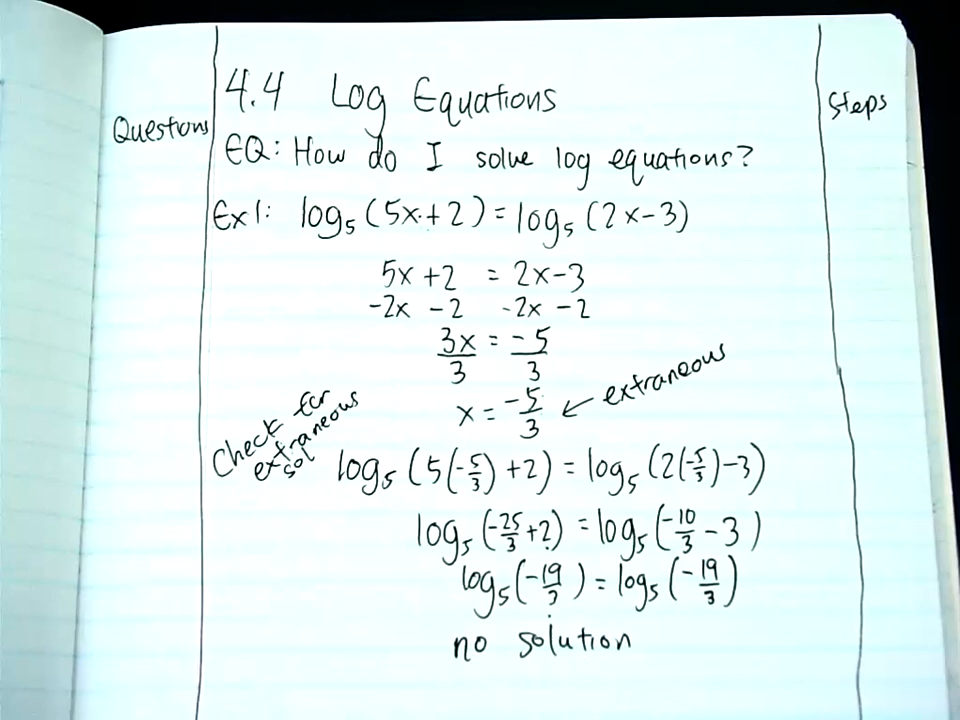 4.4 Log Equations
Questions
Steps
EQ: How do I solve log equations?
Ex1: log₅(5x+2) = log₅(2x-3)
5x+2 = 2x-3
-2x -2 -2x -2
3x/3 = -5/3
x = -5/3 ← extraneous
Check for
extraneous
sol
log₅(5(-5/3)+2) = log₅(2(-5/3)-3)
log₅(-25/3+2) = log₅(-10/3-3)
log₅(-19/3) = log₅(-19/3)
no solution